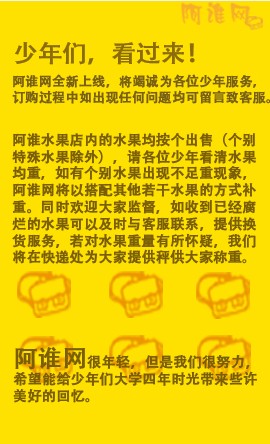 阿谁网
少年们，看过来！
阿谁网全新上线，将竭诚为各位少年服务，
订购过程中如出现任何问题均可留言致客服。
阿谁水果店内的水果均按个出售（个别
特殊水果除外），请各位少年看清水果
均重，如有个别水果出现不足重现象，
阿谁网将以搭配其他若干水果的方式补
重。同时欢迎大家监督，如收到已经腐
烂的水果可以及时与客服联系，提供换
货服务，若对水果重量有所怀疑，我们
将在快递处为大家提供秤供大家称重。
阿谁网很年轻，但是我们很努力，
希望能给少年们大学四年时光带来些许
美好的回忆。